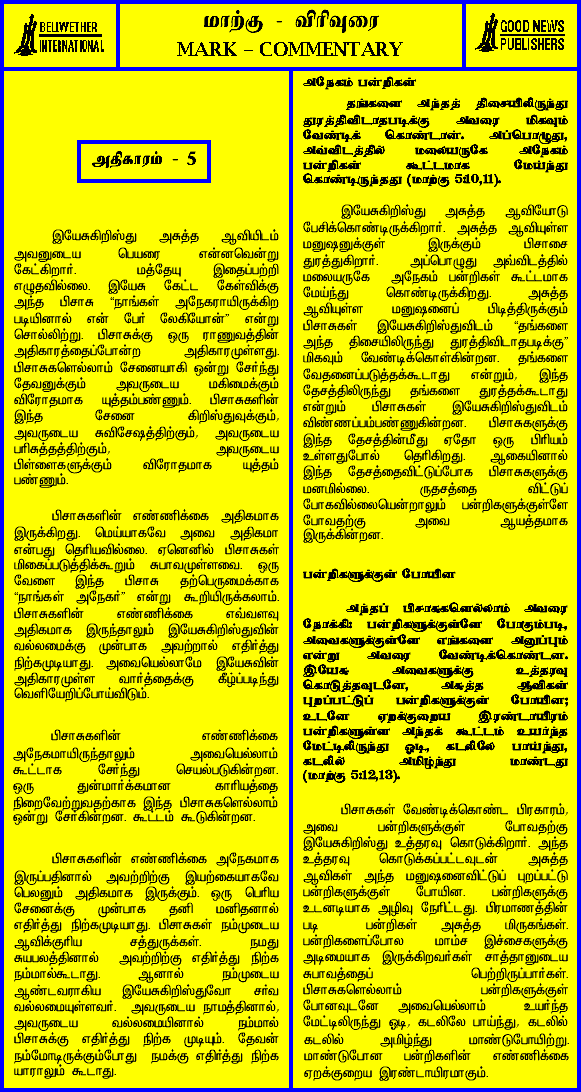 BELLWETHER
INTERNATIONAL
மாற்கு - விரிவுரை
MARK – COMMENTARY
GOOD NEWS
PUBLISHERS
அதிகாரம் - 5
இயேசுகிறிஸ்து அசுத்த ஆவியிடம்
அவனுடைய பெயரை என்னவென்று
கேட்கிறார். மத்தேயு இதைப்பற்றி
எழுதவில்லை. இயேசு கேட்ட கேள்விக்கு
அந்த பிசாசு “நாங்கள் அநேகராயிருக்கிற
படியினால் என் பேர் லேகியோன்” என்று
சொல்லிற்று. பிசாசுக்கு ஒரு ராணுவத்தின்
அதிகாரத்தைப்போன்ற அதிகாரமுள்ளது.
பிசாசுகளெல்லாம் சேனையாகி ஒன்று சேர்ந்து
தேவனுக்கும் அவருடைய மகிமைக்கும்
விரோதமாக யுத்தம்பண்ணும். பிசாசுகளின்
இந்த சேனை கிறிஸ்துவுக்கும்,
அவருடைய சுவிசேஷத்திற்கும், அவருடைய
பரிசுத்தத்திற்கும், அவருடைய
பிள்ளைகளுக்கும் விரோதமாக யுத்தம்
பண்ணும்.
பிசாசுகளின் எண்ணிக்கை அதிகமாக
இருக்கிறது. மெய்யாகவே அவை அதிகமா
என்பது தெரியவில்லை. ஏனெனில் பிசாசுகள்
மிகைப்படுத்திக்கூறும் சுபாவமுள்ளவை. ஒரு
வேளை இந்த பிசாசு தற்பெருமைக்காக
“நாங்கள் அநேகர்” என்று கூறியிருக்கலாம்.
பிசாசுகளின் எண்ணிக்கை எவ்வளவு
அதிகமாக இருந்தாலும் இயேசுகிறிஸ்துவின்
வல்லமைக்கு முன்பாக அவற்றால் எதிர்த்து
நிற்கமுடியாது. அவையெல்லாமே இயேசுவின்
அதிகாரமுள்ள வார்த்தைக்கு கீழ்ப்படிந்து
வெளியேறிப்போய்விடும்.
பிசாசுகளின் எண்ணிக்கை
அநேகமாயிருந்தாலும் அவையெல்லாம்
கூட்டாக சேர்ந்து செயல்படுகின்றன.
ஒரு துன்மார்க்கமான காரியத்தை
நிறைவேற்றுவதற்காக இந்த பிசாசுகளெல்லாம்
ஒன்று சேர்கின்றன. கூட்டம் கூடுகின்றன.
பிசாசுகளின் எண்ணிக்கை அநேகமாக
இருப்பதினால் அவற்றிற்கு இயற்கையாகவே
பெலனும் அதிகமாக இருக்கும். ஒரு பெரிய
சேனைக்கு முன்பாக தனி மனிதனால்
எதிர்த்து நிற்கமுடியாது. பிசாசுகள் நம்முடைய
ஆவிக்குரிய சத்துருக்கள். நமது
சுயபலத்தினால் அவற்றிற்கு எதிர்த்து நிற்க
நம்மால்கூடாது. ஆனால் நம்முடைய
ஆண்டவராகிய இயேசுகிறிஸ்துவோ சர்வ
வல்லமையுள்ளவர். அவருடைய நாமத்தினால்,
அவருடைய வல்லமையினால் நம்மால்
பிசாசுக்கு எதிர்த்து நிற்க முடியும். தேவன்
நம்மோடிருக்கும்போது நமக்கு எதிர்த்து நிற்க
யாராலும் கூடாது.
அநேகம் பன்றிகள்
தங்களை அந்தத் திசையிலிருந்து
துரத்திவிடாதபடிக்கு அவரை மிகவும்
வேண்டிக் கொண்டான். அப்பொழுது,
அவ்விடத்தில் மலையருகே அநேகம்
பன்றிகள் கூட்டமாக மேய்ந்து
கொண்டிருந்தது (மாற்கு 5:10,11).
இயேசுகிறிஸ்து அசுத்த ஆவியோடு
பேசிக்கொண்டிருக்கிறார். அசுத்த ஆவியுள்ள
மனுஷனுக்குள் இருக்கும் பிசாசை
துரத்துகிறார். அப்பொழுது அவ்விடத்தில்
மலையருகே அநேகம் பன்றிகள் கூட்டமாக
மேய்ந்து கொண்டிருக்கிறது. அசுத்த
ஆவியுள்ள மனுஷனைப் பிடித்திருக்கும்
பிசாசுகள் இயேசுகிறிஸ்துவிடம் “தங்களை
அந்த திசையிலிருந்து துரத்திவிடாதபடிக்கு”
மிகவும் வேண்டிக்கொள்கின்றன. தங்களை
வேதனைப்படுத்தக்கூடாது என்றும், இந்த
தேசத்திலிருந்து தங்களை துரத்தக்கூடாது
என்றும் பிசாசுகள் இயேசுகிறிஸ்துவிடம்
விண்ணப்பம்பண்ணுகின்றன. பிசாசுகளுக்கு
இந்த தேசத்தின்மீது ஏதோ ஒரு பிரியம்
உள்ளதுபோல் தெரிகிறது. ஆகையினால்
இந்த தேசத்தைவிட்டுப்போக பிசாசுகளுக்கு
மனமில்லை. ருதசத்தை விட்டுப்
போகவில்லையென்றாலும் பன்றிகளுக்குள்ளே
போவதற்கு அவை ஆயத்தமாக
இருக்கின்றன.
பன்றிகளுக்குள் போயின
அந்தப் பிசாசுகளெல்லாம் அவரை
நோக்கி: பன்றிகளுக்குள்ளே போகும்படி,
அவைகளுக்குள்ளே எங்களை அனுப்பும்
என்று அவரை வேண்டிக்கொண்டன.
இயேசு அவைகளுக்கு உத்தரவு
கொடுத்தவுடனே, அசுத்த ஆவிகள்
புறப்பட்டுப் பன்றிகளுக்குள் போயின;
உடனே ஏறக்குறைய இரண்டாயிரம்
பன்றிகளுள்ள அந்தக் கூட்டம் உயர்ந்த
மேட்டிலிருந்து ஓடி, கடலிலே பாய்ந்து,
கடலில் அமிழ்ந்து மாண்டது
(மாற்கு 5:12,13).
பிசாசுகள் வேண்டிக்கொண்ட பிரகாரம்,
அவை பன்றிகளுக்குள் போவதற்கு
இயேசுகிறிஸ்து உத்தரவு கொடுக்கிறார். அந்த
உத்தரவு கொடுக்கப்பட்டவுடன் அசுத்த
ஆவிகள் அந்த மனுஷனைவிட்டுப் புறப்பட்டு
பன்றிகளுக்குள் போயின. பன்றிகளுக்கு
உடனடியாக அழிவு நேரிட்டது. பிரமாணத்தின்
படி பன்றிகள் அசுத்த மிருகங்கள்.
பன்றிகளைப்போல மாம்ச இச்சைகளுக்கு
அடிமையாக இருக்கிறவர்கள் சாத்தானுடைய
சுபாவத்தைப் பெற்றிருப்பார்கள்.
பிசாசுகளெல்லாம் பன்றிகளுக்குள்
போனவுடனே அவையெல்லாம் உயர்ந்த
மேட்டிலிருந்து ஓடி, கடலிலே பாய்ந்து, கடலில்
கடலில் அமிழ்ந்து மாண்டுபோயிற்று.
மாண்டுபோன பன்றிகளின் எண்ணிக்கை
ஏறக்குறைய இரண்டாயிரமாகும்.